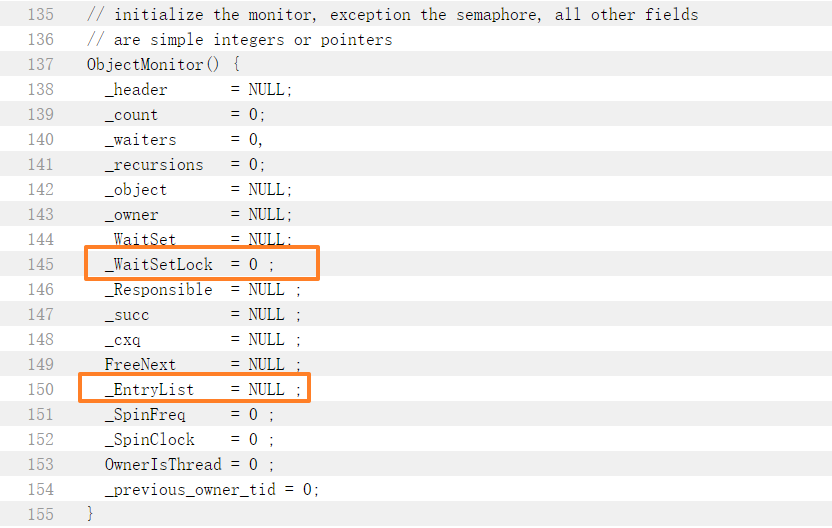 135 // initialize the monitor, exception the semaphore, all other fields
136 // are simple integers or pointers
137 ObjectMonitor() {
138 _header = NULL;
139 _count = 0;
140 _waiters = 0,
141 _recursions = 0;
142 _object = NULL;
143 _owner = NULL;
144 _WaitSet = NULL;
145 _WaitSetLock = 0 ;
146 _Responsible = NULL ;
147 _succ = NULL ;
148 _cxq = NULL ;
149 FreeNext = NULL ;
150 _EntryList = NULL ;
151 _SpinFreq = 0 ;
152 _SpinClock = 0 ;
153 OwnerIsThread = 0 ;
154 _previous_owner_tid = 0;
155 }